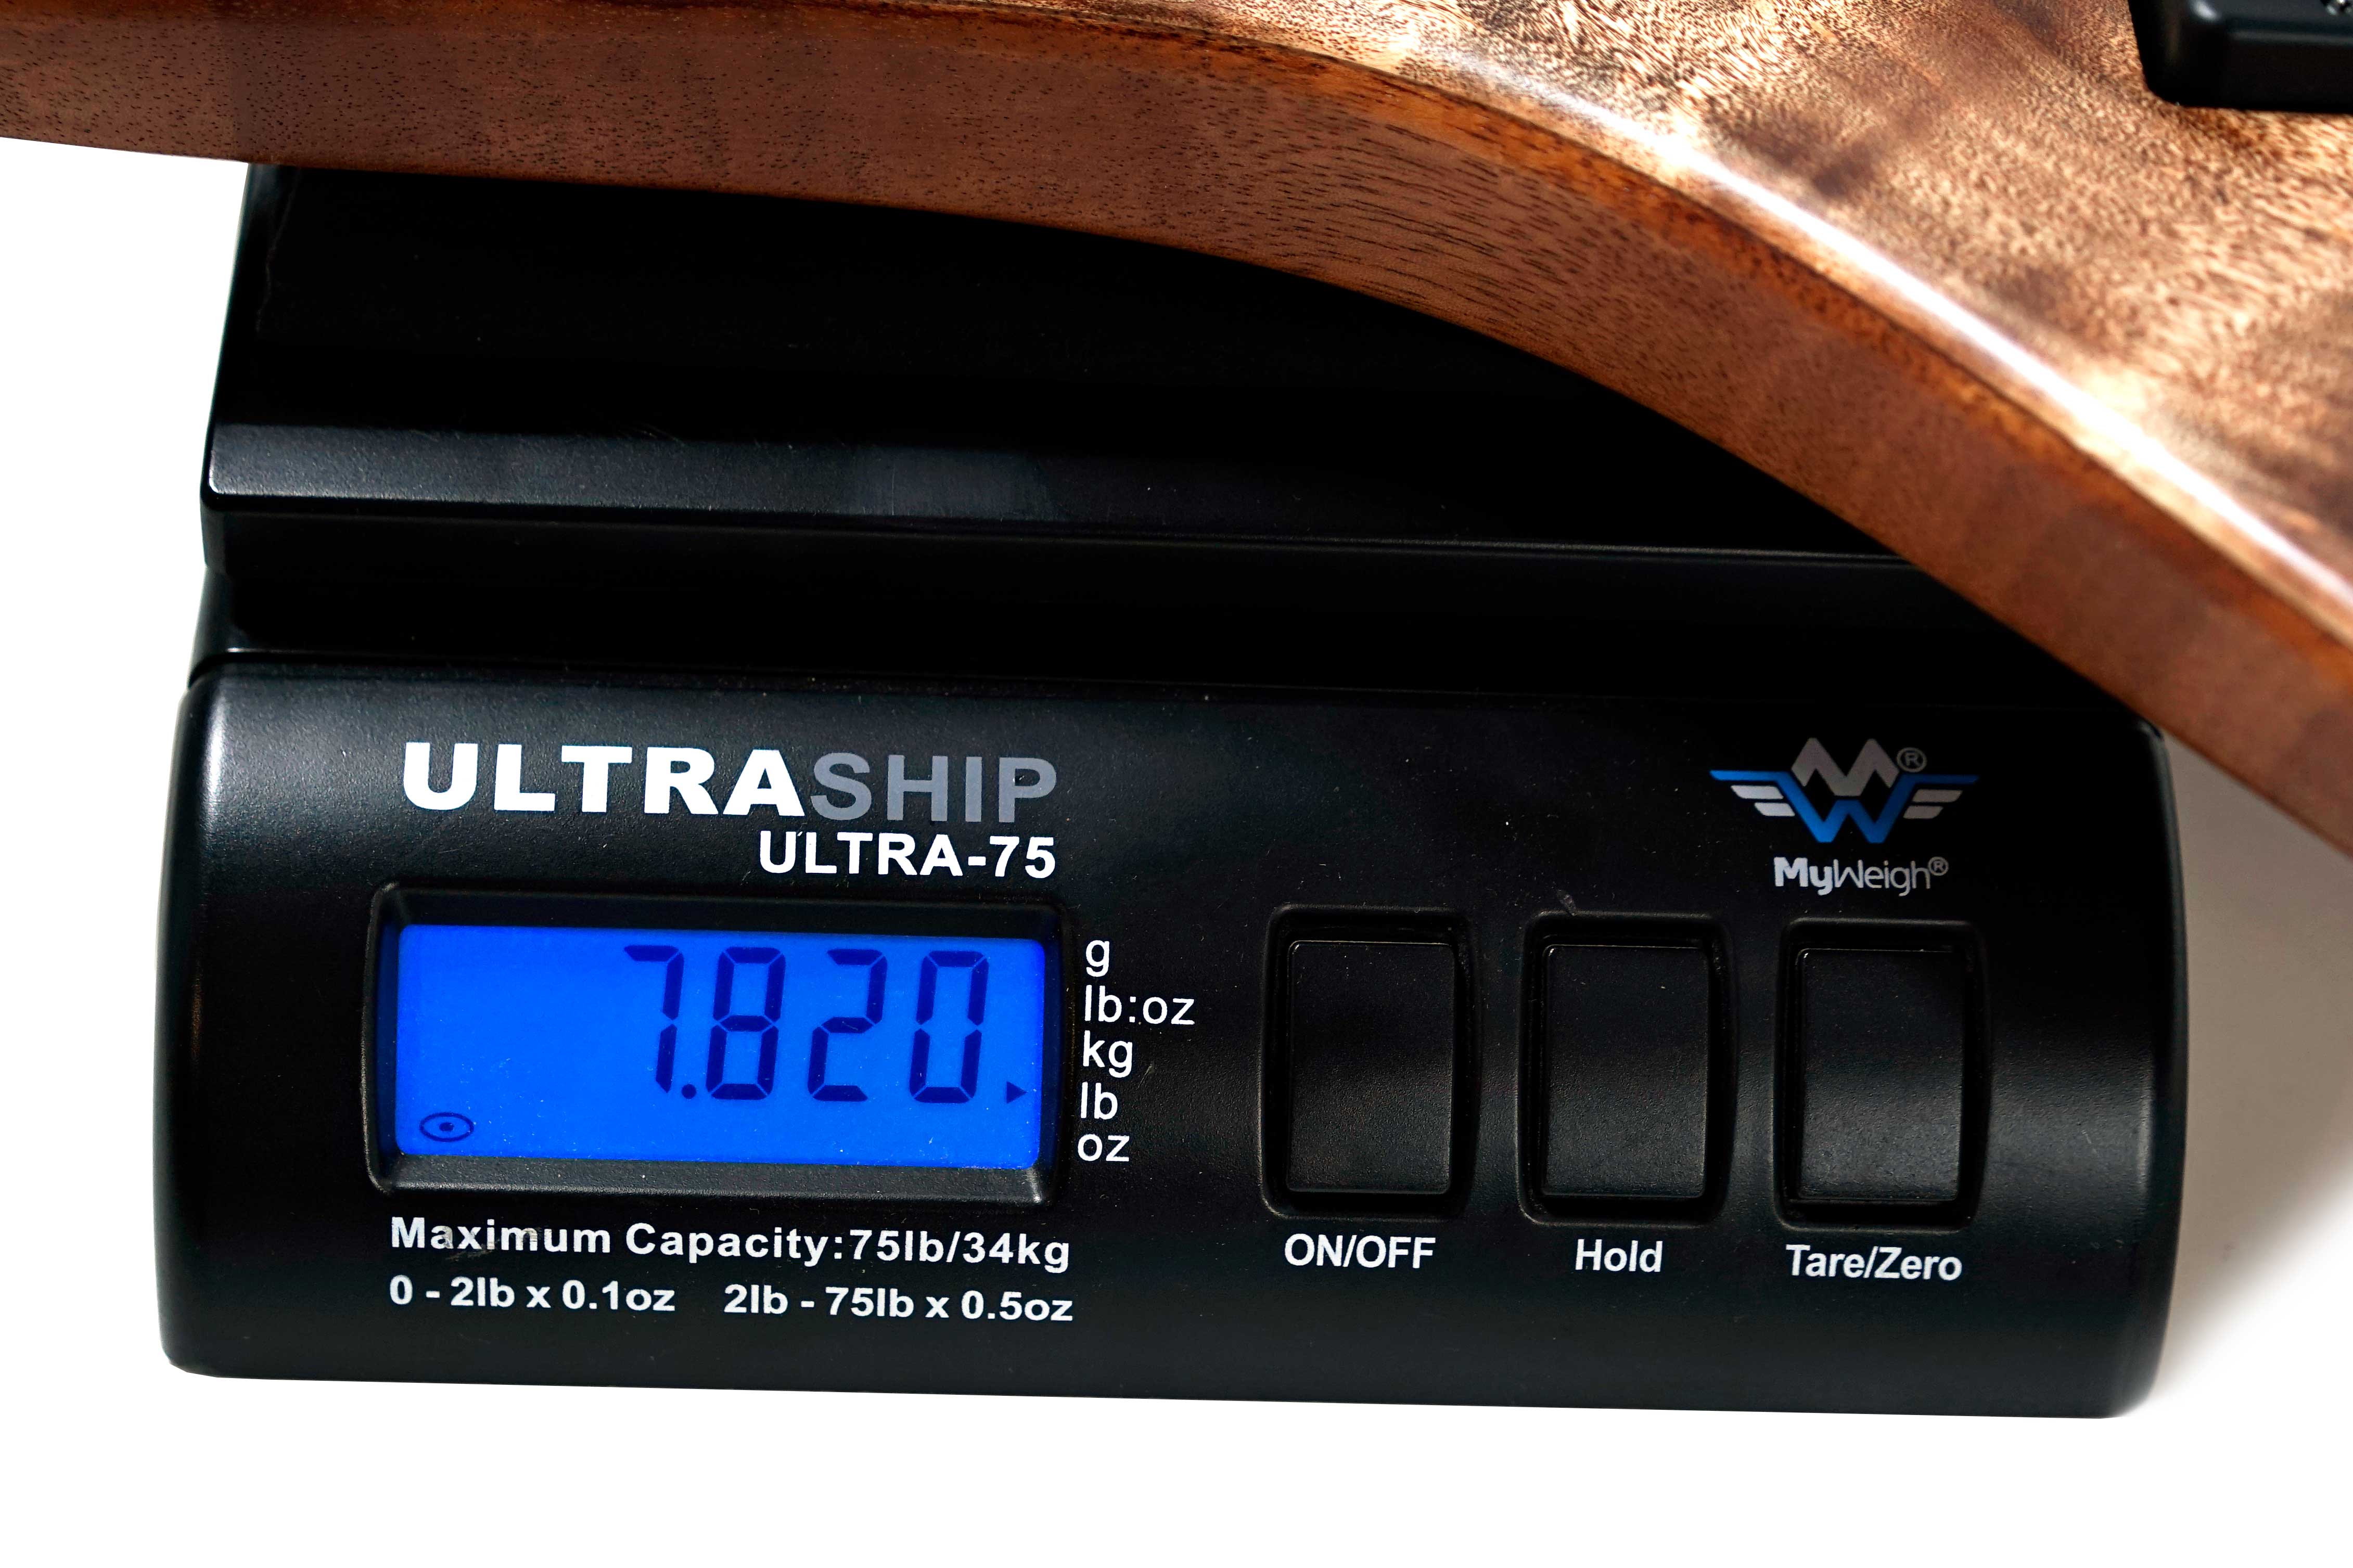 ULTRASHIP
ULTRA-75
MW®
MyWeigh®
7.820
g
lb:oz
kg
lb
oz
Maximum Capacity:75lb/34kg
0 - 2lb x 0.1oz 2lb - 75lb x 0.5oz
ON/OFF
Hold
Tare/Zero